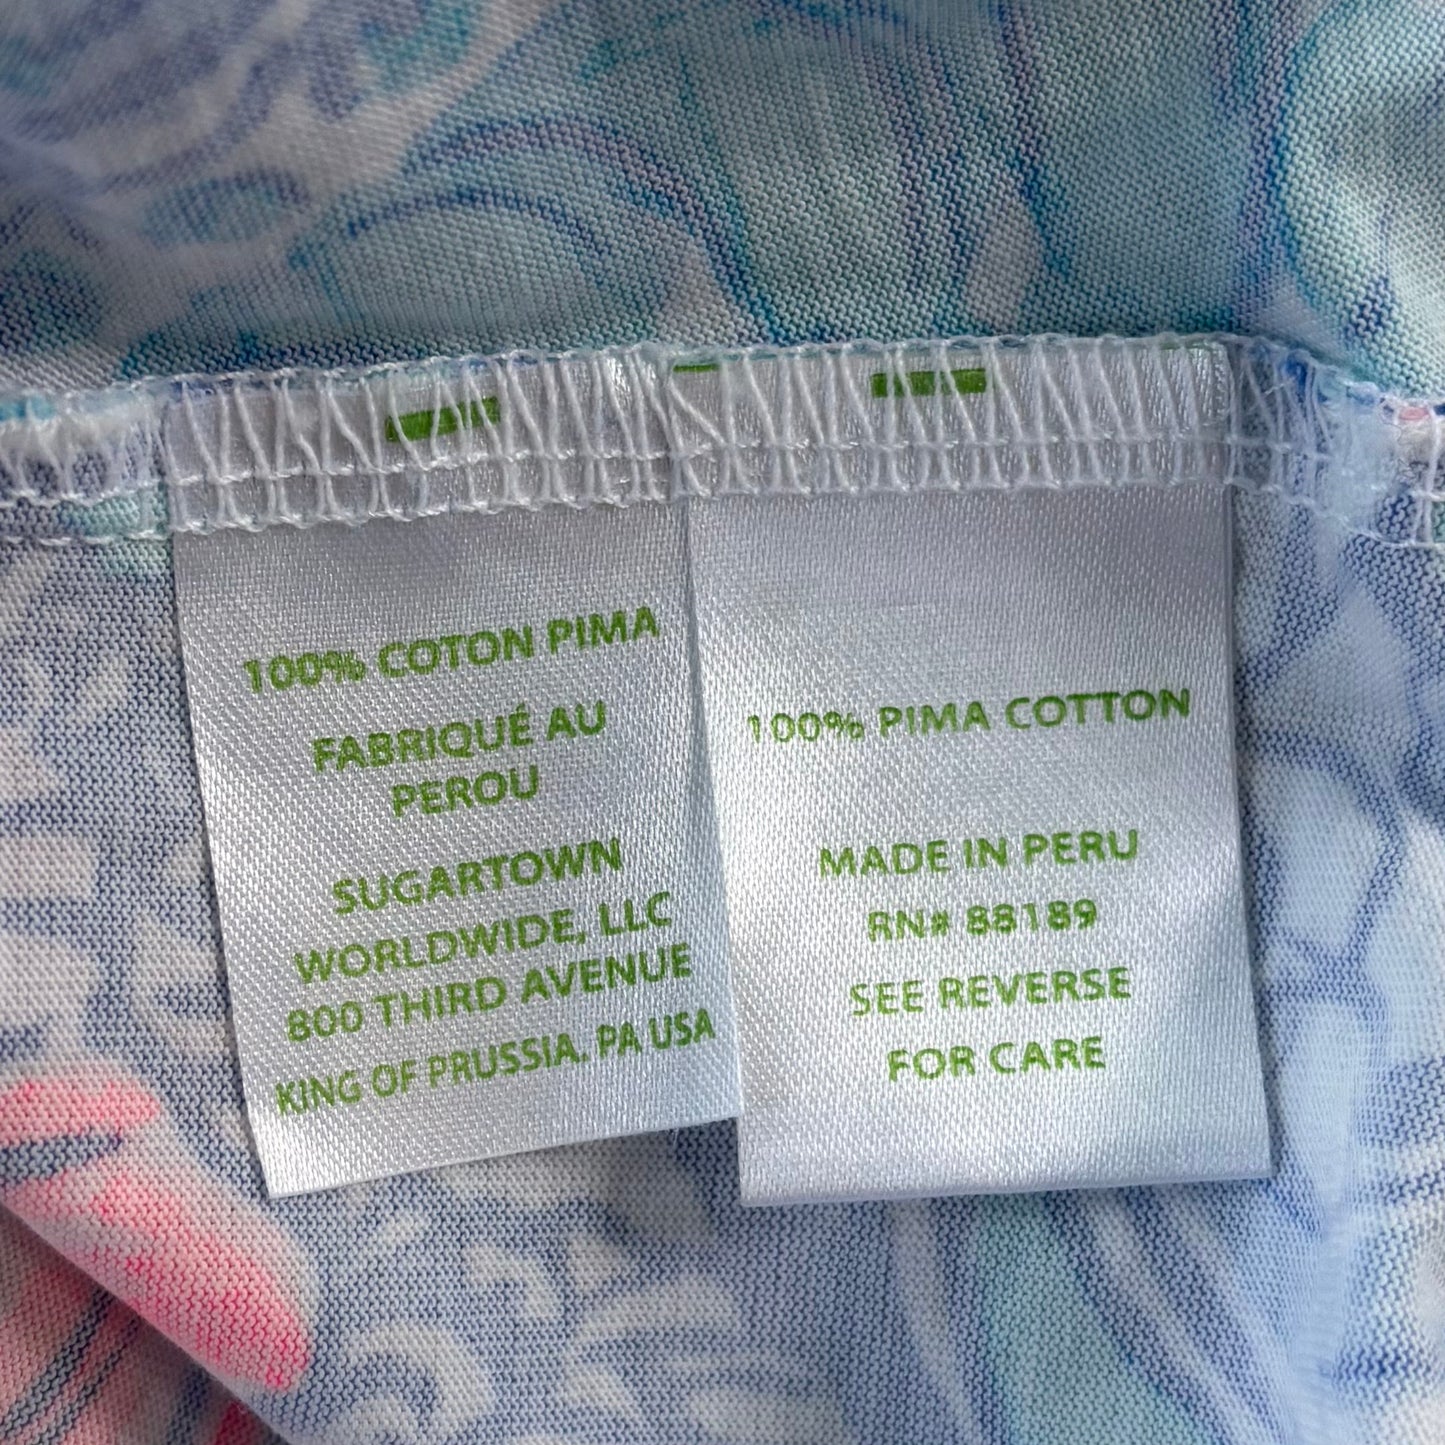 100% COTON PIMA
FABRIQUÉ AU
PEROU
SUGARTOWN
WORLDWIDE, LLC
800 THIRD AVENUE
KING OF PRUSSIA, PA USA
100% PIMA COTTON
MADE IN PERU
RN# 88189
SEE REVERSE
FOR CARE